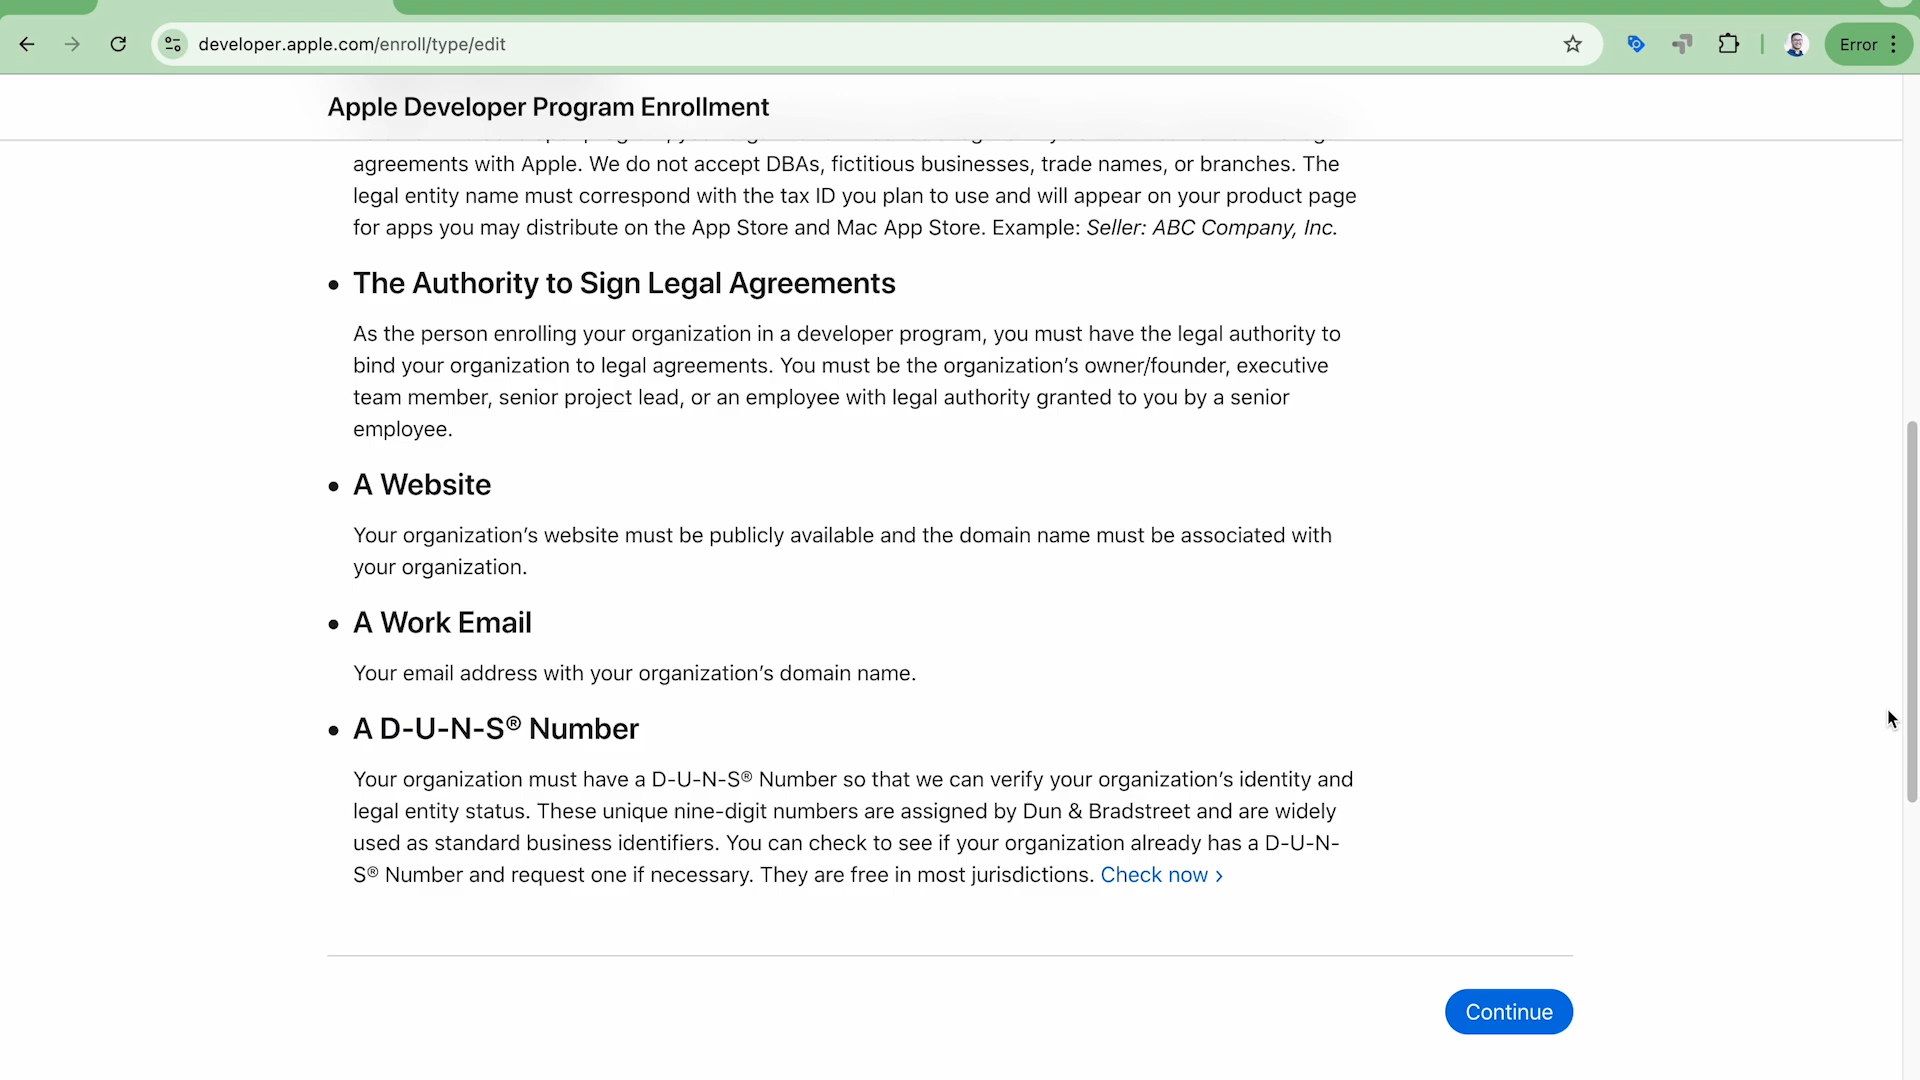 developer.apple.com/enroll/type/edit
Error
Apple Developer Program Enrollment
agreements with Apple. We do not accept DBAs, fictitious businesses, trade names, or branches. The
legal entity name must correspond with the tax ID you plan to use and will appear on your product page
for apps you may distribute on the App Store and Mac App Store. Example: Seller: ABC Company, Inc.
• The Authority to Sign Legal Agreements
As the person enrolling your organization in a developer program, you must have the legal authority to
bind your organization to legal agreements. You must be the organization’s owner/founder, executive
team member, senior project lead, or an employee with legal authority granted to you by a senior
employee.
• A Website
Your organization’s website must be publicly available and the domain name must be associated with
your organization.
• A Work Email
Your email address with your organization’s domain name.
• A D-U-N-S® Number
Your organization must have a D-U-N-S® Number so that we can verify your organization’s identity and
legal entity status. These unique nine-digit numbers are assigned by Dun & Bradstreet and are widely
used as standard business identifiers. You can check to see if your organization already has a D-U-N-
S® Number and request one if necessary. They are free in most jurisdictions. Check now ›
Continue